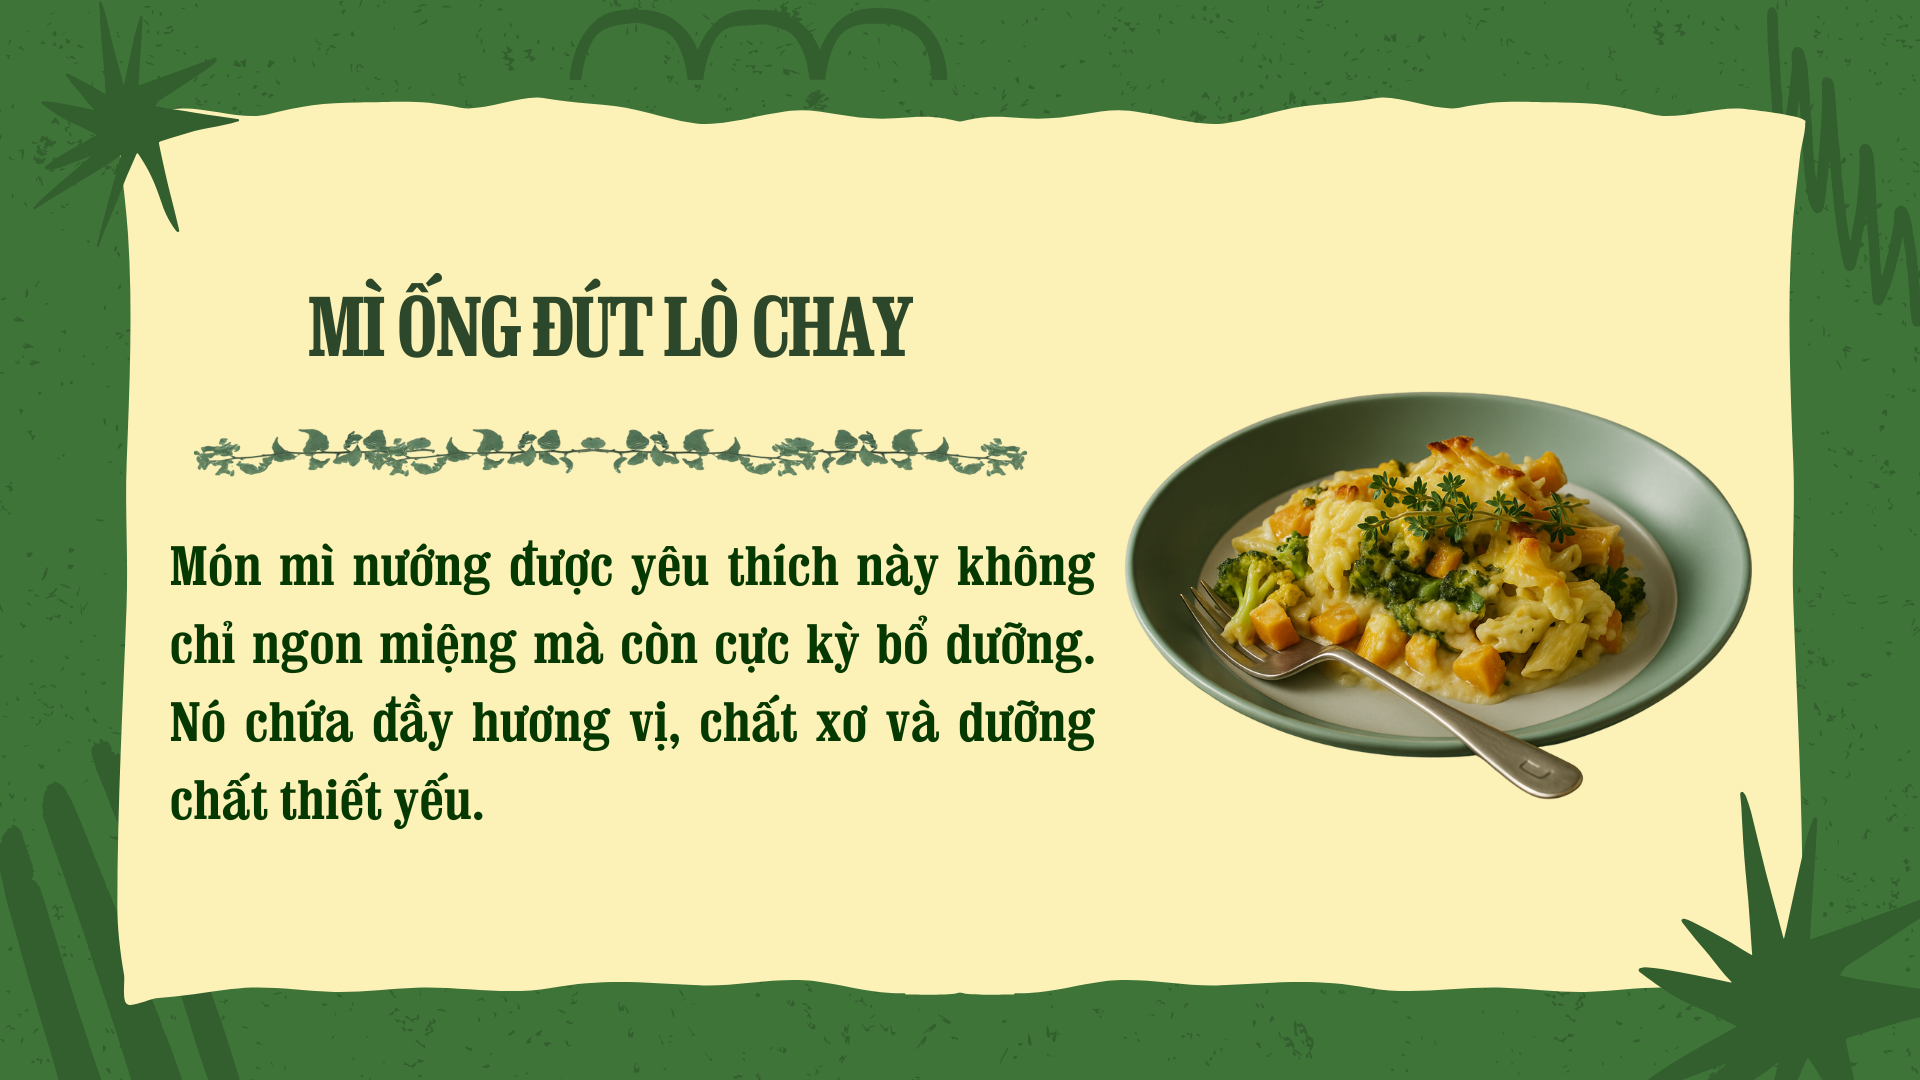 MÌ ỐNG ĐÚT LÒ CHAY
Món mì nướng được yêu thích này không
chỉ ngon miệng mà còn cực kỳ bổ dưỡng.
Nó chứa đầy hương vị, chất xơ và dưỡng
chất thiết yếu.